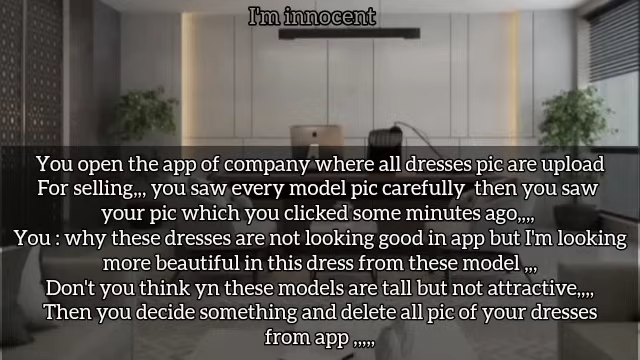 I'm innocent
You open the app of company where all dresses pic are upload
For selling,,, you saw every model pic carefully then you saw
your pic which you clicked some minutes ago,,,,
You : why these dresses are not looking good in app but I'm looking
more beautiful in this dress from these model ,,,
Don't you think yn these models are tall but not attractive,,,,
Then you decide something and delete all pic of your dresses
from app ,,,,,